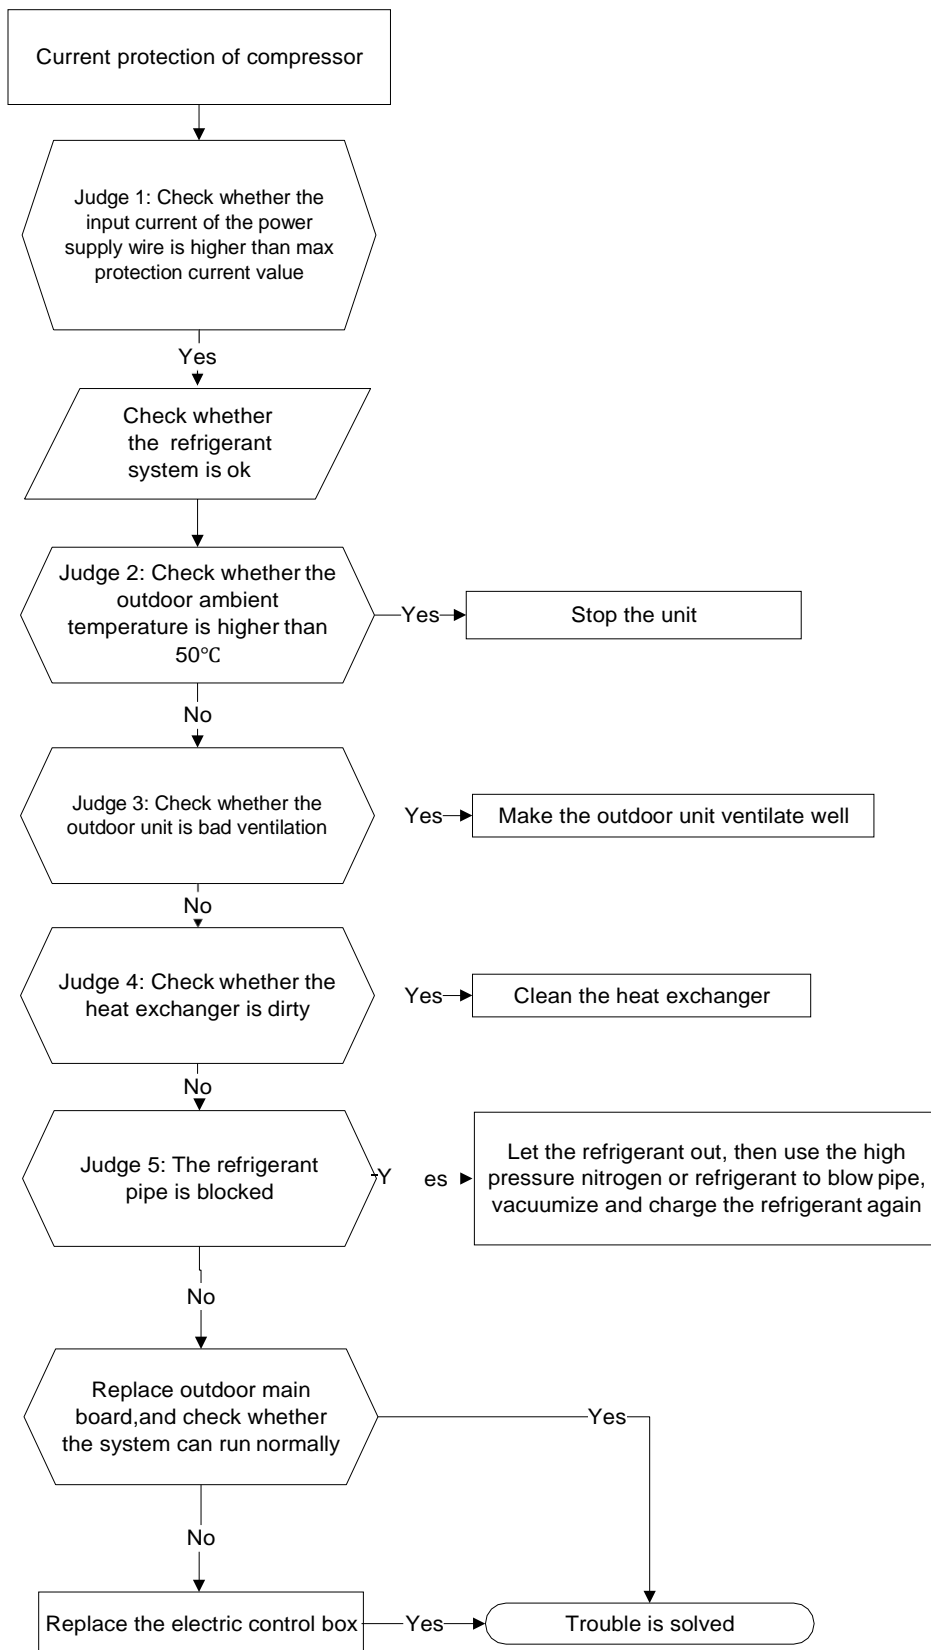 Current protection of compressor
Judge 1: Check whether the
input current of the power
supply wire is higher than max
protection current value
Yes
Check whether
the refrigerant
system is ok
Judge 2: Check whether the
outdoor ambient
temperature is higher than
50℃
Yes
Stop the unit
No
Judge 3: Check whether the
outdoor unit is bad ventilation
Yes
Make the outdoor unit ventilate well
No
Judge 4: Check whether the
heat exchanger is dirty
Yes
Clean the heat exchanger
No
Judge 5: The refrigerant
pipe is blocked
Y es
Let the refrigerant out, then use the high
pressure nitrogen or refrigerant to blow pipe,
vacuumize and charge the refrigerant again
No
Replace outdoor main
board,and check whether
the system can run normally
Yes
No
Replace the electric control box
Yes
Trouble is solved